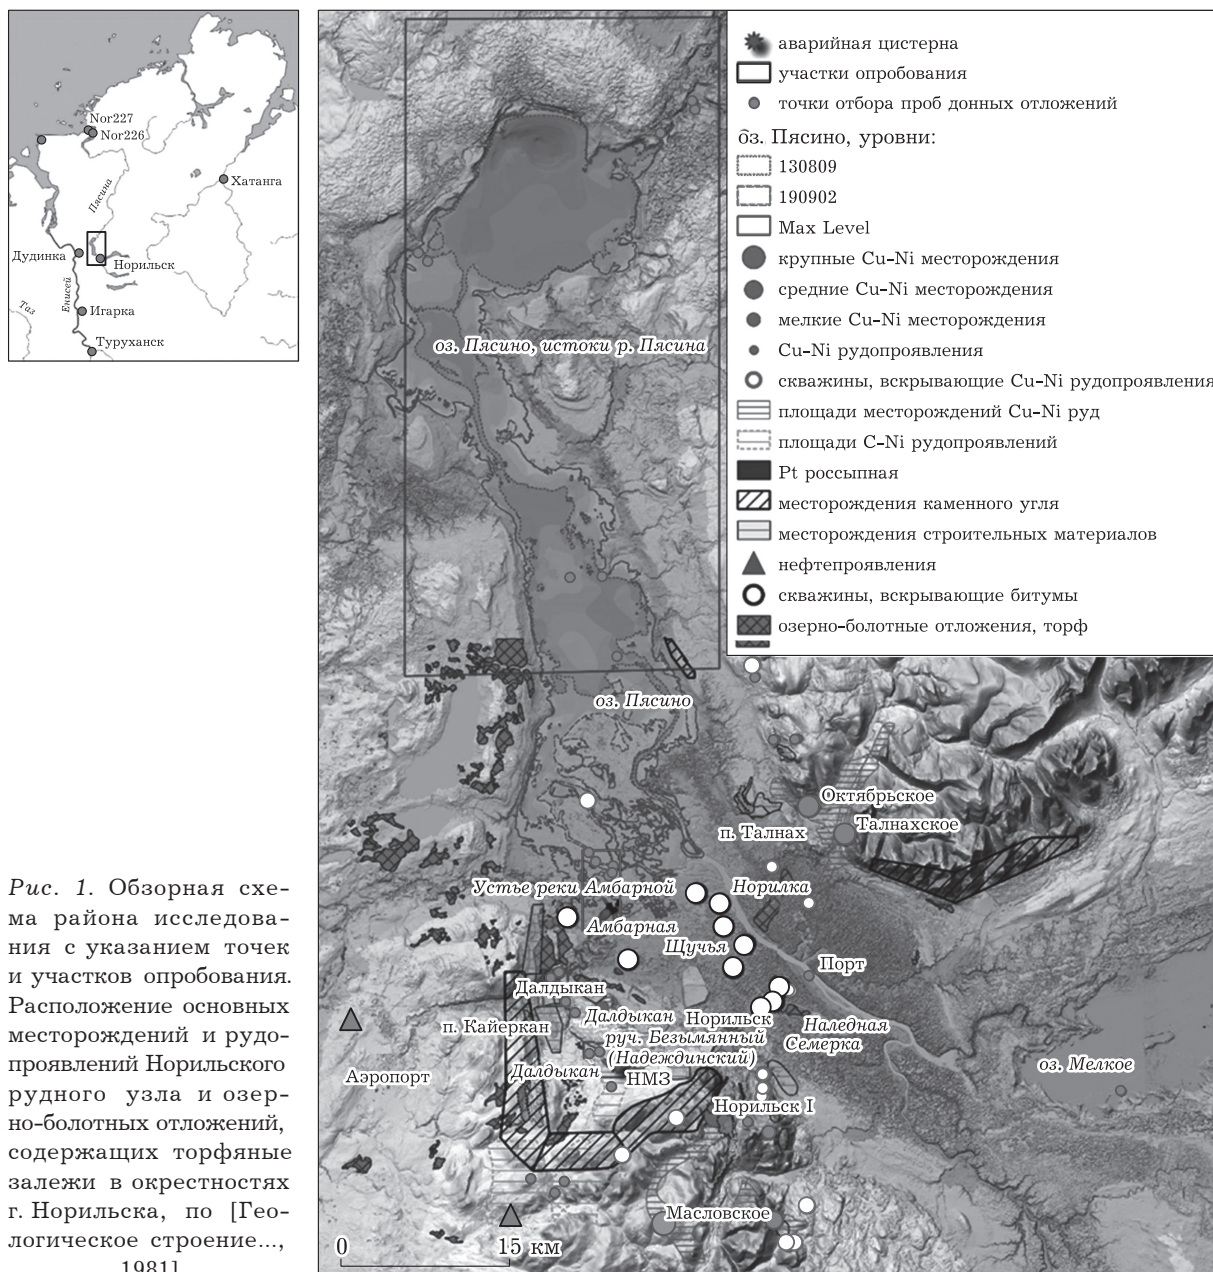 Nor227
Nor226
Пясина
Хатанга
Дудинка
Норильск
Енисей
Таз
Игарка
Туруханск
аварийная цистерна
участки опробования
точки отбора проб донных отложений
оз. Пясино, уровни:
130809
190902
Max Level
крупные Cu–Ni месторождения
средние Cu–Ni месторождения
мелкие Cu–Ni месторождения
Cu–Ni рудопроявления
скважины, вскрывающие Cu–Ni рудопроявления
площади месторождений Cu–Ni руд
площади C–Ni рудопроявлений
Pt россыпная
месторождения каменного угля
месторождения строительных материалов
нефтепроявления
скважины, вскрывающие битумы
озерно-болотные отложения, торф
оз. Пясино, истоки р. Пясина
оз. Пясино
Октябрьское
Талнахское
п. Талнах
Устье реки Амбарной
Норилка
Амбарная
Щучья
Порт
Далдыкан
Далдыкан
Норильск
п. Кайеркан
руч. Безымянный
(Надеждинский)
Наледная
Семерка
Далдыкан
НМЗ
Аэропорт
оз. Мелкое
Норильск I
Масловское
0
15 км
Рис. 1. Обзорная схе-
ма района исследова-
ния с указанием точек
и участков опробования.
Расположение основных
месторождений и рудо-
проявлений Норильского
рудного узла и озер-
но-болотных отложений,
содержащих торфяные
залежи в окрестностях
г. Норильска, по [Гео-
логическое строение...,
1981]